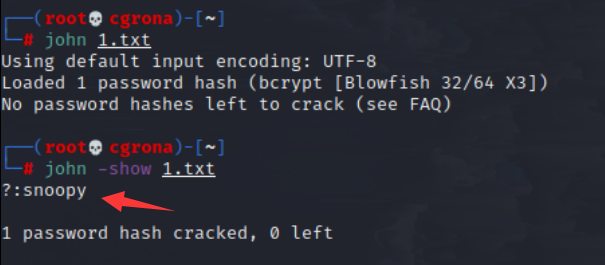 ┌──(root💀cgrona)-[~]
└─# john 1.txt
Using default input encoding: UTF-8
Loaded 1 password hash (bcrypt [Blowfish 32/64 X3])
No password hashes left to crack (see FAQ)
┌──(root💀cgrona)-[~]
└─# john -show 1.txt
?:snoopy
1 password hash cracked, 0 left